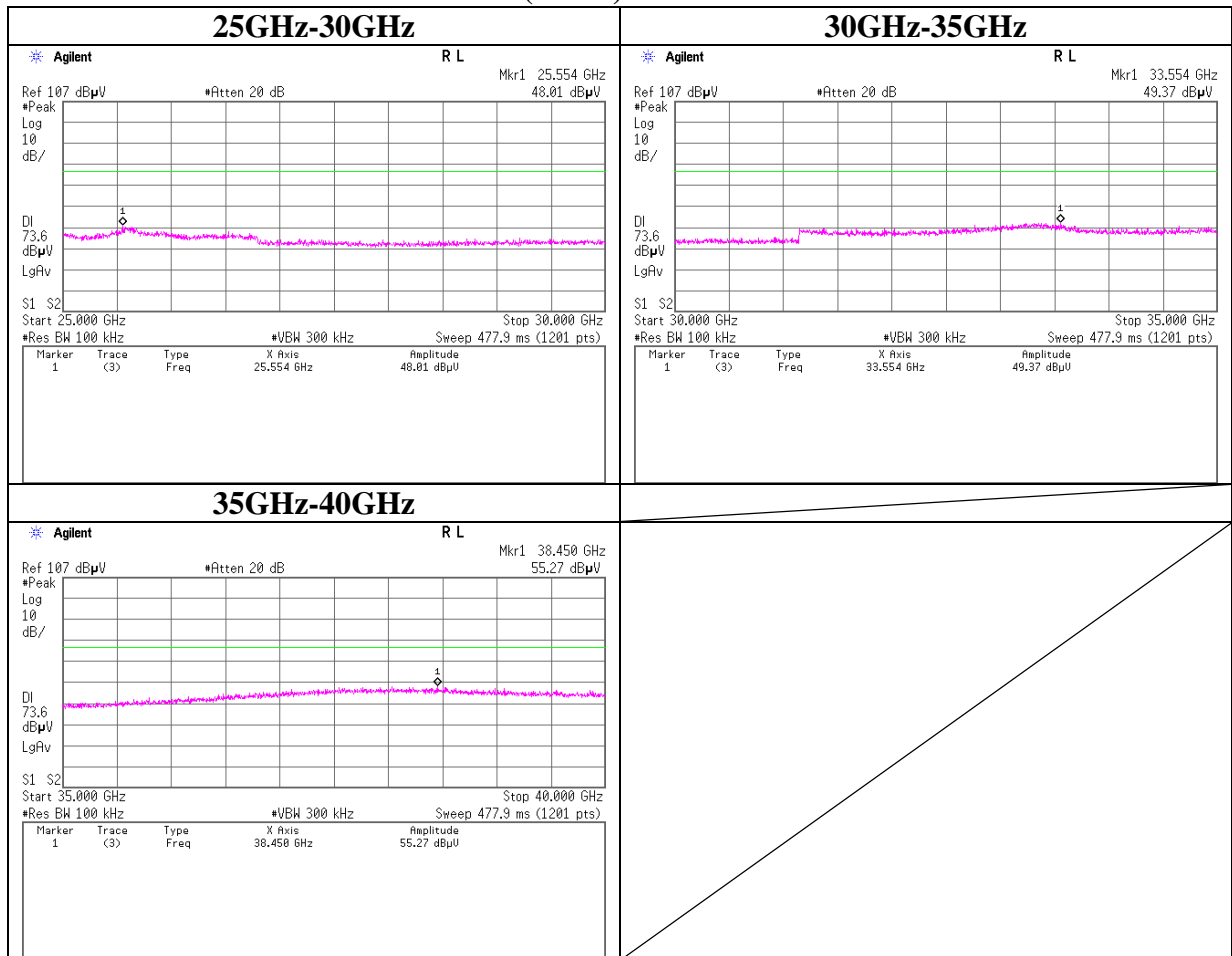 25GHz-30GHz
Agilent
R L
Mkr1 25.554 GHz
Ref 107 dBµV
#Atten 20 dB
48.01 dBµV
#Peak
Log
10
dB/
1
DI
73.6
dBµV
LgAv
S1 S2
Start 25.000 GHz
Stop 30.000 GHz
#Res BW 100 kHz
#VBW 300 kHz
Sweep 477.9 ms (1201 pts)
Marker Trace Type X Axis Amplitude
1 (3) Freq 25.554 GHz 48.01 dBµV
30GHz-35GHz
Agilent
R L
Mkr1 33.554 GHz
Ref 107 dBµV
#Atten 20 dB
49.37 dBµV
#Peak
Log
10
dB/
1
DI
73.6
dBµV
LgAv
S1 S2
Start 30.000 GHz
Stop 35.000 GHz
#Res BW 100 kHz
#VBW 300 kHz
Sweep 477.9 ms (1201 pts)
Marker Trace Type X Axis Amplitude
1 (3) Freq 33.554 GHz 49.37 dBµV
35GHz-40GHz
Agilent
R L
Mkr1 38.450 GHz
Ref 107 dBµV
#Atten 20 dB
55.27 dBµV
#Peak
Log
10
dB/
1
DI
73.6
dBµV
LgAv
S1 S2
Start 35.000 GHz
Stop 40.000 GHz
#Res BW 100 kHz
#VBW 300 kHz
Sweep 477.9 ms (1201 pts)
Marker Trace Type X Axis Amplitude
1 (3) Freq 38.450 GHz 55.27 dBµV